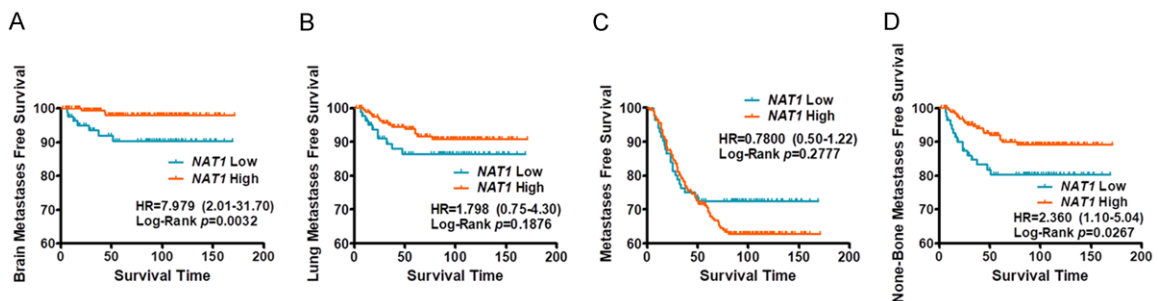 A
Brain Metastases Free Survival
100
90
80
70
60
0 50 100 150 200
Survival Time
NAT1 Low
NAT1 High
HR=7.979 (2.01-31.70)
Log-Rank p=0.0032
B
Lung Metastases Free Survival
100
90
80
70
60
0 50 100 150 200
Survival Time
NAT1 Low
NAT1 High
HR=1.798 (0.75-4.30)
Log-Rank p=0.1876
C
Metastases Free Survival
100
90
80
70
60
0 50 100 150 200
Survival Time
NAT1 Low
NAT1 High
HR=0.7800 (0.50-1.22)
Log-Rank p=0.2777
D
None-Bone Metastases Free Survival
100
90
80
70
60
0 50 100 150 200
Survival Time
NAT1 Low
NAT1 High
HR=2.360 (1.10-5.04)
Log-Rank p=0.0267